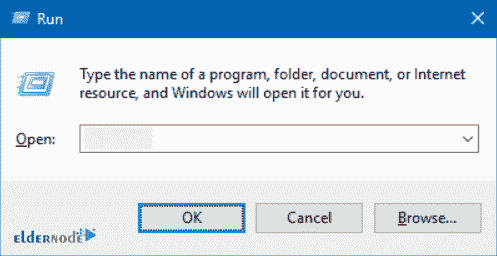 Run
Type the name of a program, folder, document, or Internet
resource, and Windows will open it for you.
Open:
OK Cancel Browse...
eldernode